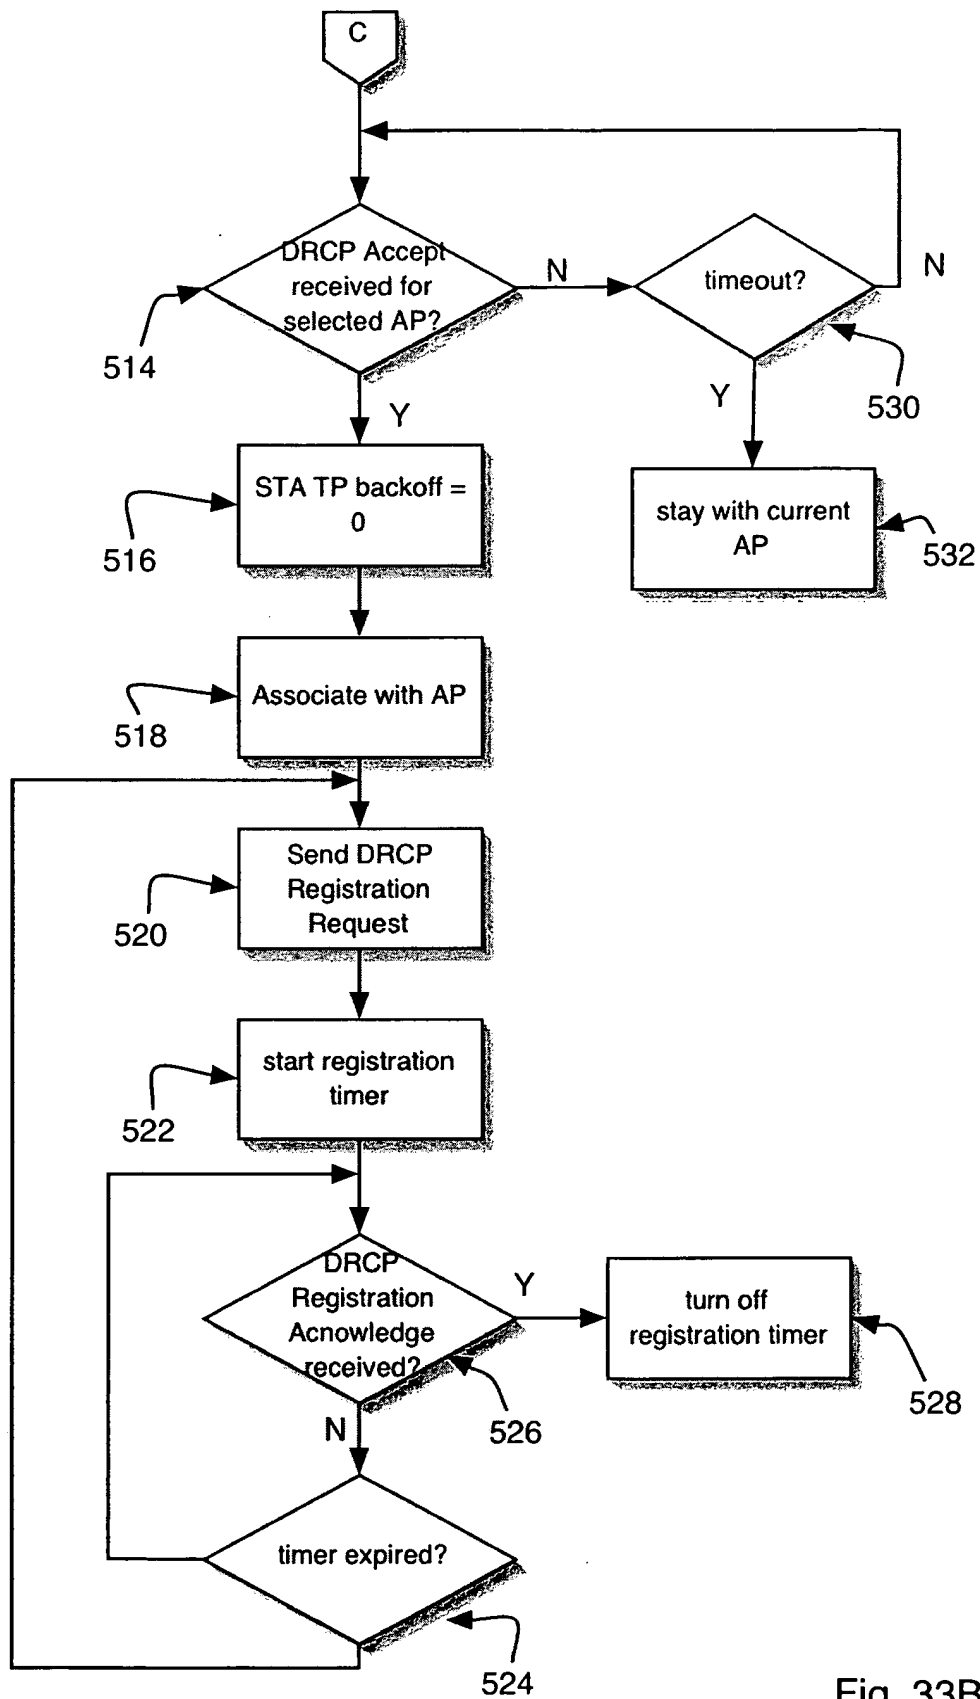 C
DRCP Accept
received for
selected AP?
N
timeout?
N
514
530
Y
Y
STA TP backoff =
0
516
stay with current
AP
532
Associate with AP
518
Send DRCP
Registration
Request
520
start registration
timer
522
DRCP
Registration
Acnowledge
received?
Y
turn off
registration timer
526
528
N
timer expired?
524
Fig. 33B